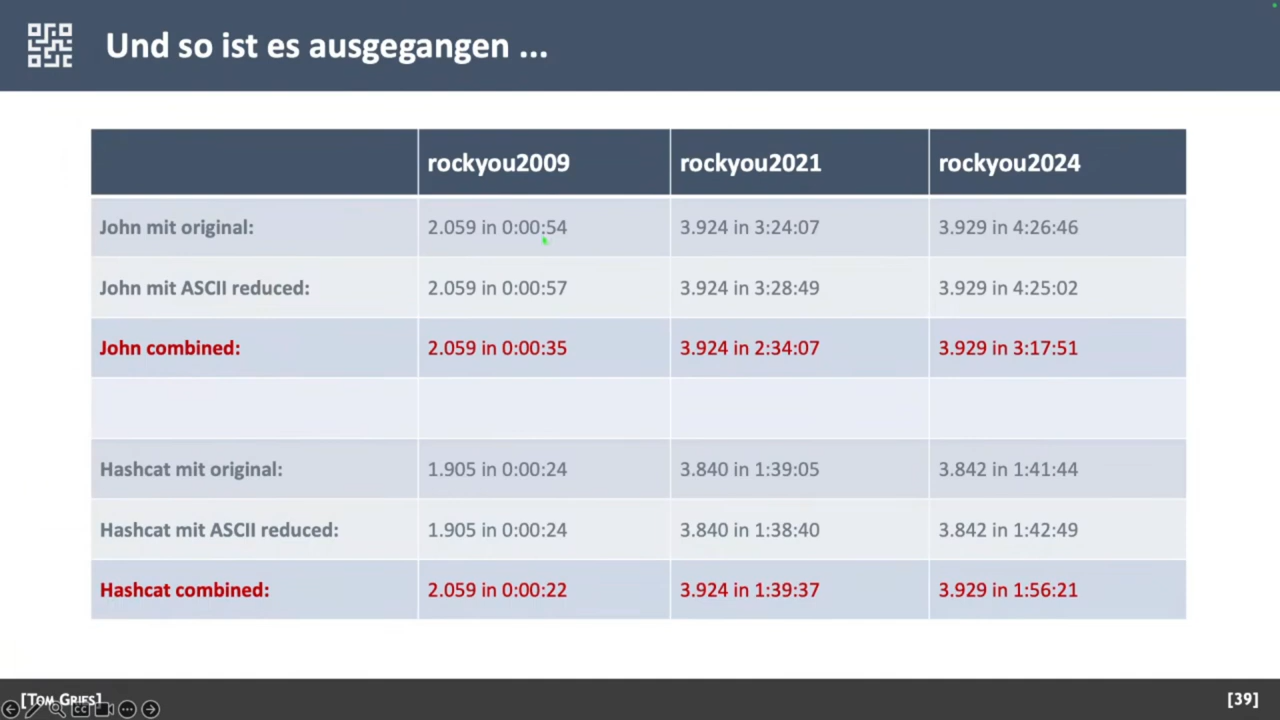 Und so ist es ausgegangen ...
rockyou2009 rockyou2021 rockyou2024
John mit original: 2.059 in 0:00:54 3.924 in 3:24:07 3.929 in 4:26:46
John mit ASCII reduced: 2.059 in 0:00:57 3.924 in 3:28:49 3.929 in 4:25:02
John combined: 2.059 in 0:00:35 3.924 in 2:34:07 3.929 in 3:17:51
Hashcat mit original: 1.905 in 0:00:24 3.840 in 1:39:05 3.842 in 1:41:44
Hashcat mit ASCII reduced: 1.905 in 0:00:24 3.840 in 1:38:40 3.842 in 1:42:49
Hashcat combined: 2.059 in 0:00:22 3.924 in 1:39:37 3.929 in 1:56:21
[Tom Gries] [39]
CC